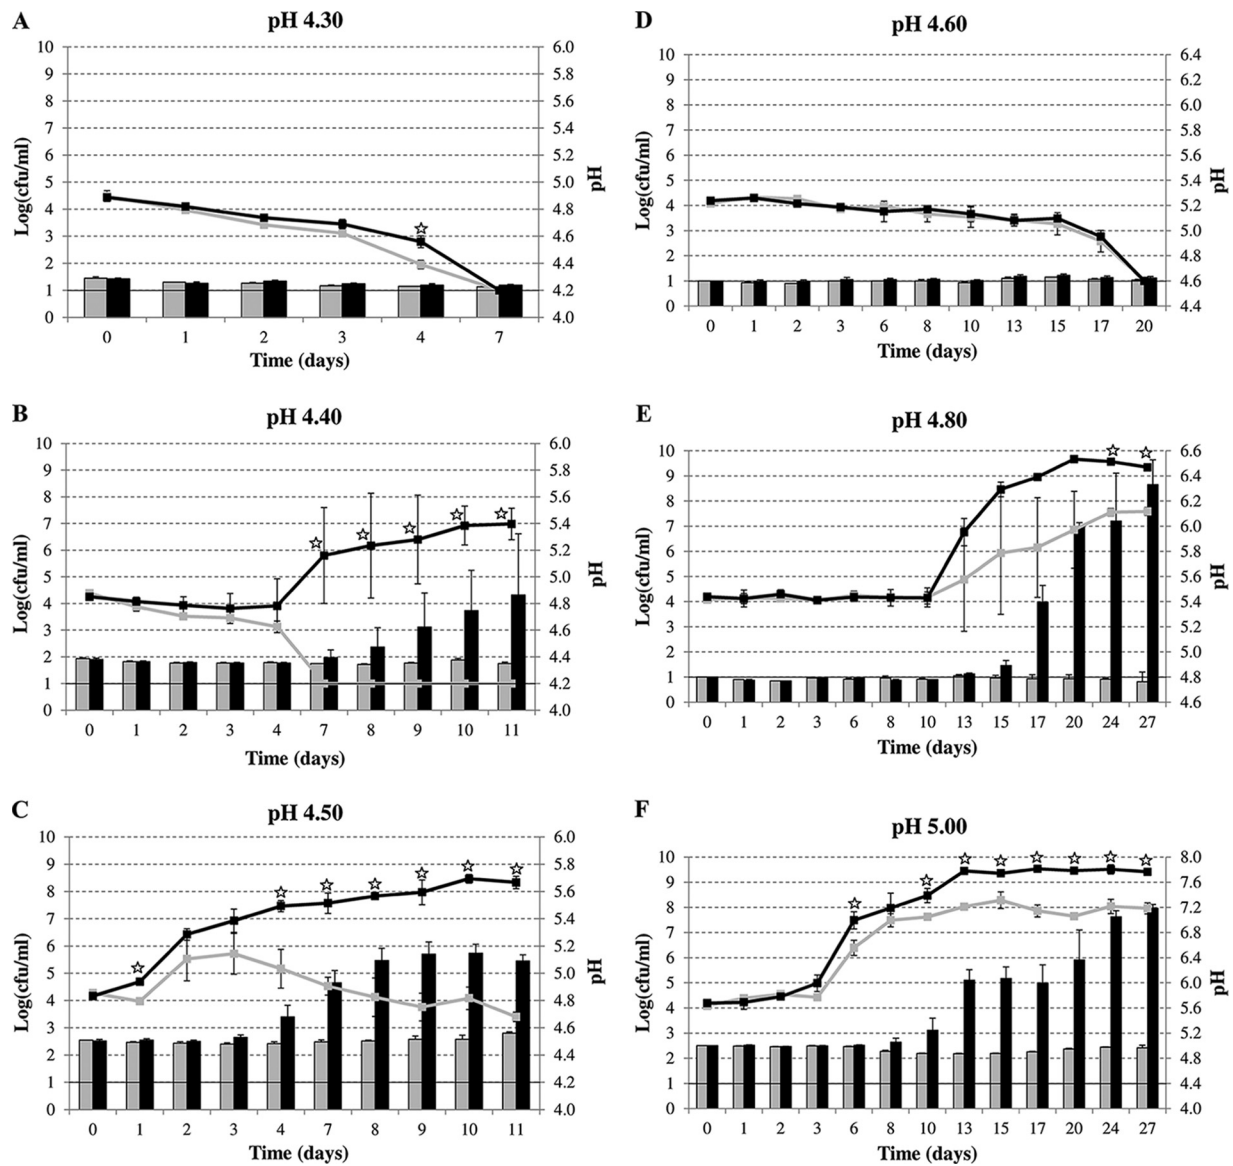 A
pH 4.30
10 9 8 7 6 5 4 3 2 1 0
Log(cfu/ml)
6.0 5.8 5.6 5.4 5.2 5.0 4.8 4.6 4.4 4.2 4.0
pH
0 1 2 3 4 7
Time (days)
B
pH 4.40
10 9 8 7 6 5 4 3 2 1 0
Log(cfu/ml)
6.0 5.8 5.6 5.4 5.2 5.0 4.8 4.6 4.4 4.2 4.0
pH
0 1 2 3 4 7 8 9 10 11
Time (days)
C
pH 4.50
10 9 8 7 6 5 4 3 2 1 0
Log(cfu/ml)
6.0 5.8 5.6 5.4 5.2 5.0 4.8 4.6 4.4 4.2 4.0
pH
0 1 2 3 4 7 8 9 10 11
Time (days)
D
pH 4.60
10 9 8 7 6 5 4 3 2 1 0
Log(cfu/ml)
6.4 6.2 6.0 5.8 5.6 5.4 5.2 5.0 4.8 4.6 4.4
pH
0 1 2 3 6 8 10 13 15 17 20
Time (days)
E
pH 4.80
10 9 8 7 6 5 4 3 2 1 0
Log(cfu/ml)
6.6 6.4 6.2 6.0 5.8 5.6 5.4 5.2 5.0 4.8 4.6
pH
0 1 2 3 6 8 10 13 15 17 20 24 27
Time (days)
F
pH 5.00
10 9 8 7 6 5 4 3 2 1 0
Log(cfu/ml)
8.0 7.6 7.2 6.8 6.4 6.0 5.6 5.2 4.8 4.4 4.0
pH
0 1 2 3 6 8 10 13 15 17 20 24 27
Time (days)